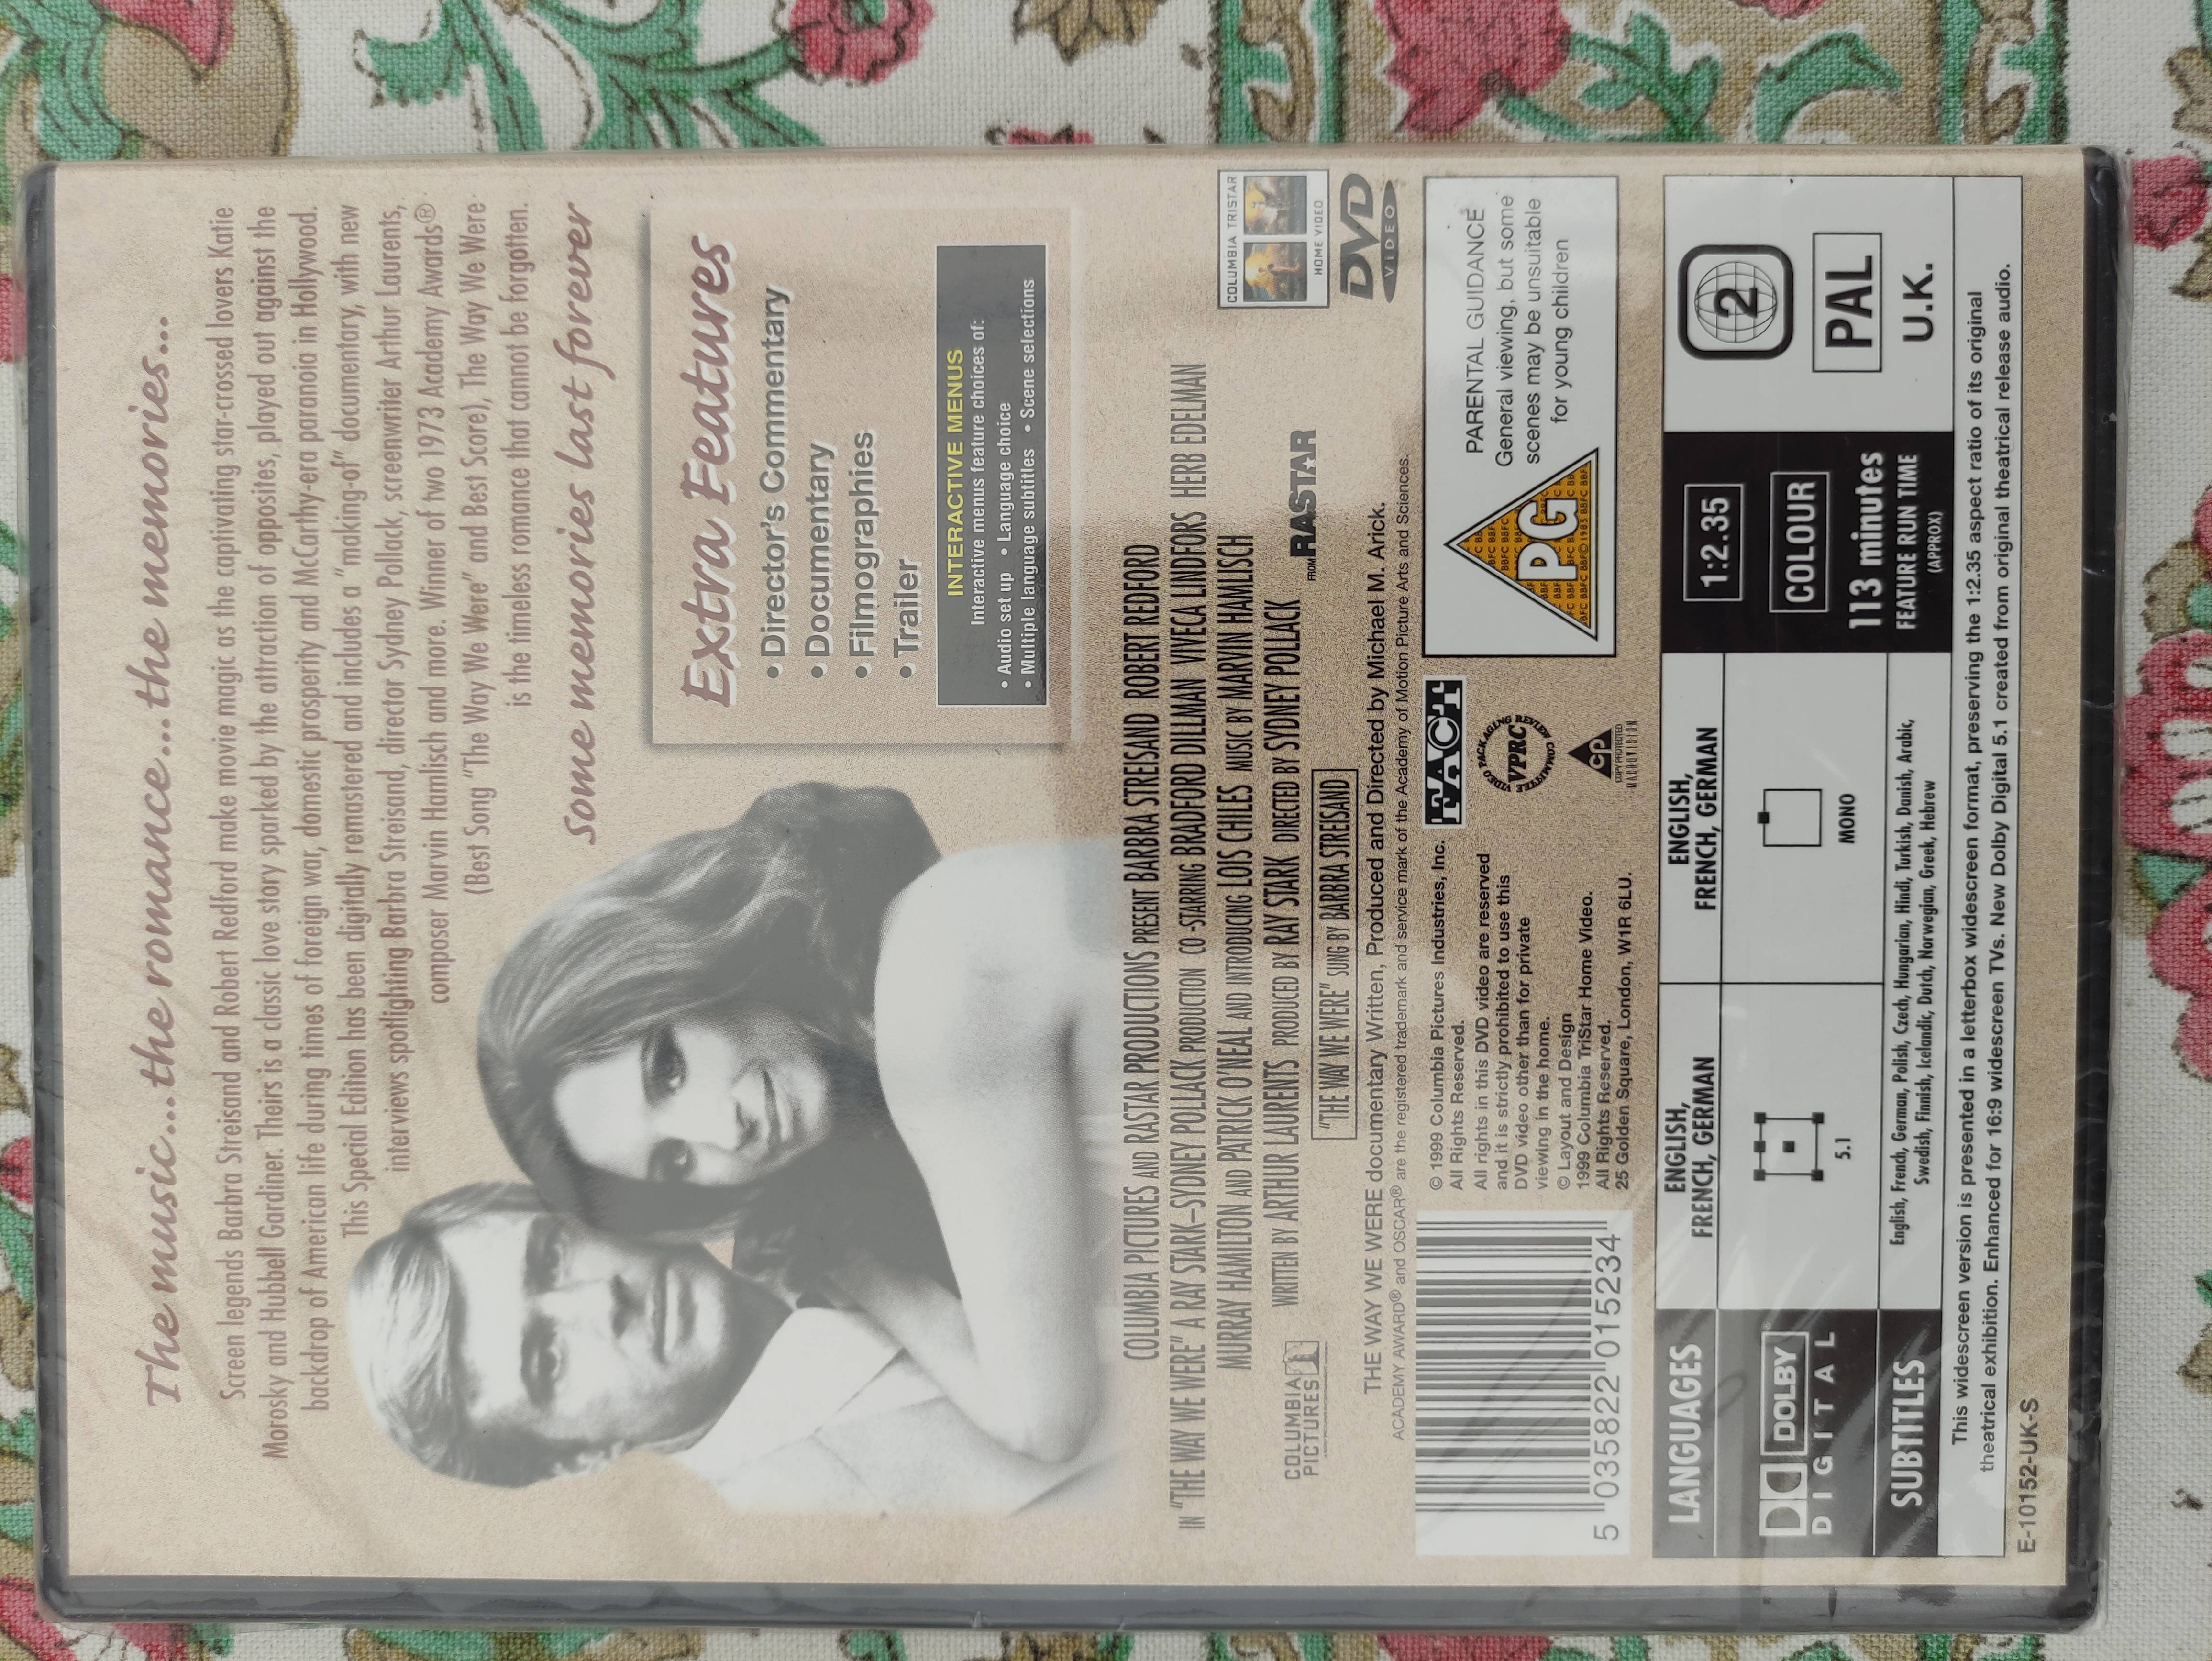 The music...the romance...the memories...
Screen legends Barbra Streisand and Robert Redford make movie magic as the captivating star-crossed lovers Katie
Morosky and Hubbell Gardiner. Theirs is a classic love story sparked by the attraction of opposites, played out against the
backdrop of American life during times of foreign war, domestic prosperity and McCarthy-era paranoia in Hollywood.
This Special Edition has been digitally remastered and includes a "making-of" documentary, with new
interviews spotlighting Barbra Streisand, director Sydney Pollack, screenwriter Arthur Laurents,
composer Marvin Hamlisch and more. Winner of two 1973 Academy Awards®
(Best Song "The Way We Were" and Best Score), The Way We Were
is the timeless romance that cannot be forgotten.
some memories last forever
Extra Features
• Director's Commentary
• Documentary
• Filmographies
• Trailer
INTERACTIVE MENUS
Interactive menus feature choices of:
• Audio set up • Language choice
• Multiple language subtitles • Scene selections
COLUMBIA PICTURES AND RASTAR PRODUCTIONS PRESENT BARBRA STREISAND ROBERT REDFORD
IN "THE WAY WE WERE" A RAY STARK–SYDNEY POLLACK PRODUCTION CO-STARRING BRADFORD DILLMAN VIVECA LINDFORS HERB EDELMAN
MURRAY HAMILTON AND PATRICK O'NEAL AND INTRODUCING LOIS CHILES MUSIC BY MARVIN HAMLISCH
WRITTEN BY ARTHUR LAURENTS PRODUCED BY RAY STARK DIRECTED BY SYDNEY POLLACK
COLUMBIA
PICTURES
"THE WAY WE WERE" SUNG BY BARBRA STREISAND
FROM RASTAR
COLUMBIA TRISTAR
HOME VIDEO
DVD
VIDEO
THE WAY WE WERE documentary Written, Produced and Directed by Michael M. Arick.
ACADEMY AWARD® and OSCAR® are the registered trademark and service mark of the Academy of Motion Picture Arts and Sciences.
5 035822 015234
© 1999 Columbia Pictures Industries, Inc.
All Rights Reserved.
All rights in this DVD video are reserved
and it is strictly prohibited to use this
DVD video other than for private
viewing in the home.
© Layout and Design
1999 Columbia TriStar Home Video.
All Rights Reserved.
25 Golden Square, London, W1R 6LU.
FACT
VIDEO PACKAGING REVIEW COMMITTEE
VPRC
CP
COPY PROTECTED
MACROVISION
PG
PARENTAL GUIDANCE
General viewing, but some
scenes may be unsuitable
for young children
LANGUAGES
ENGLISH,
FRENCH, GERMAN
ENGLISH,
FRENCH, GERMAN
DOLBY
DIGITAL
5.1
MONO
SUBTITLES
English, French, German, Polish, Czech, Hungarian, Hindi, Turkish, Danish, Arabic,
Swedish, Finnish, Icelandic, Dutch, Norwegian, Greek, Hebrew
1:2.35
COLOUR
113 minutes
FEATURE RUN TIME
(APPROX)
2
PAL
U.K.
This widescreen version is presented in a letterbox widescreen format, preserving the 1:2.35 aspect ratio of its original
theatrical exhibition. Enhanced for 16:9 widescreen TVs. New Dolby Digital 5.1 created from original theatrical release audio.
E-10152-UK-S